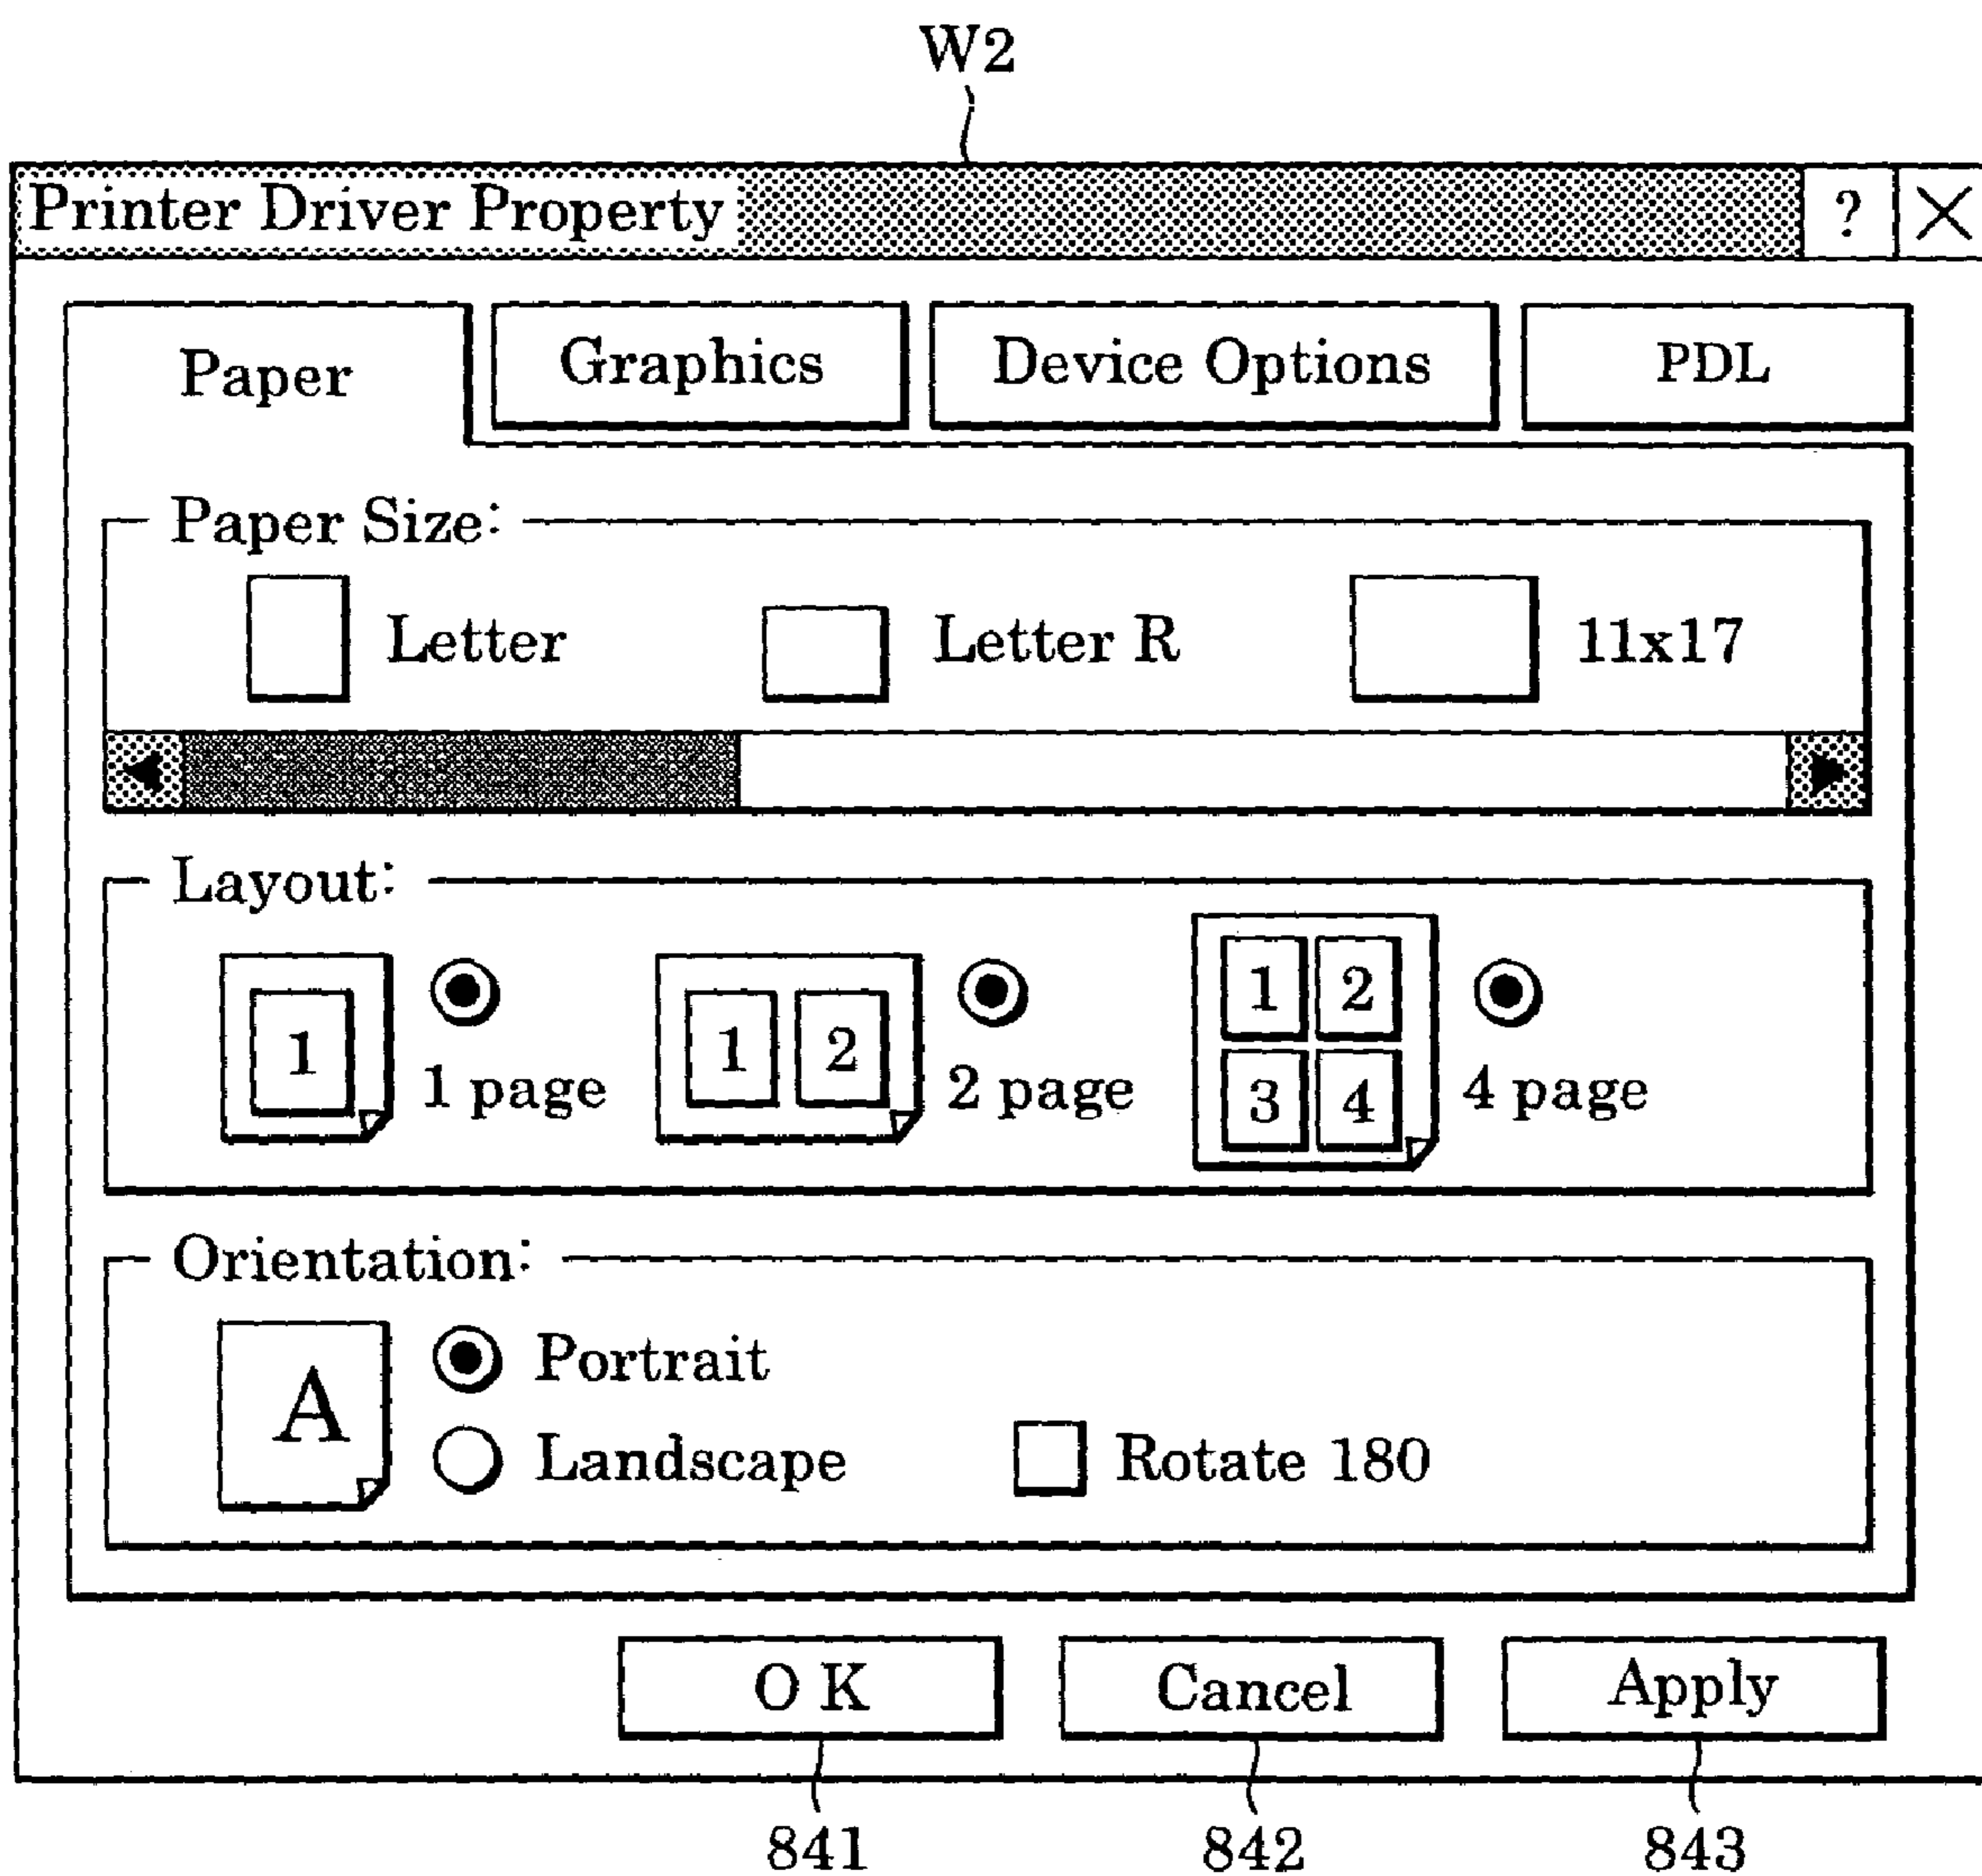 W2
Printer Driver Property ? X
Paper Graphics Device Options PDL
Paper Size:
Letter Letter R 11x17
Layout:
1 1 2 1 2
3 4
1 page 2 page 4 page
Orientation:
A Portrait
Landscape Rotate 180
O K Cancel Apply
841 842 843